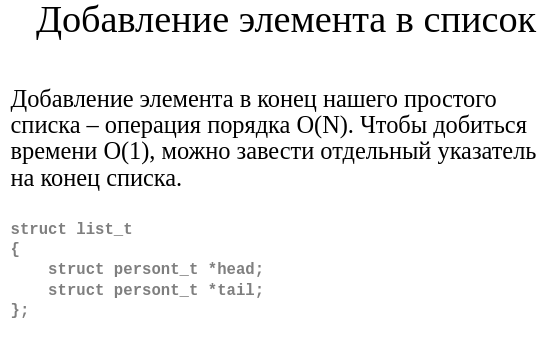 Добавление элемента в список
Добавление элемента в конец нашего простого
списка – операция порядка O(N). Чтобы добиться
времени O(1), можно завести отдельный указатель
на конец списка.
struct list_t
{
    struct persont_t *head;
    struct persont_t *tail;
};